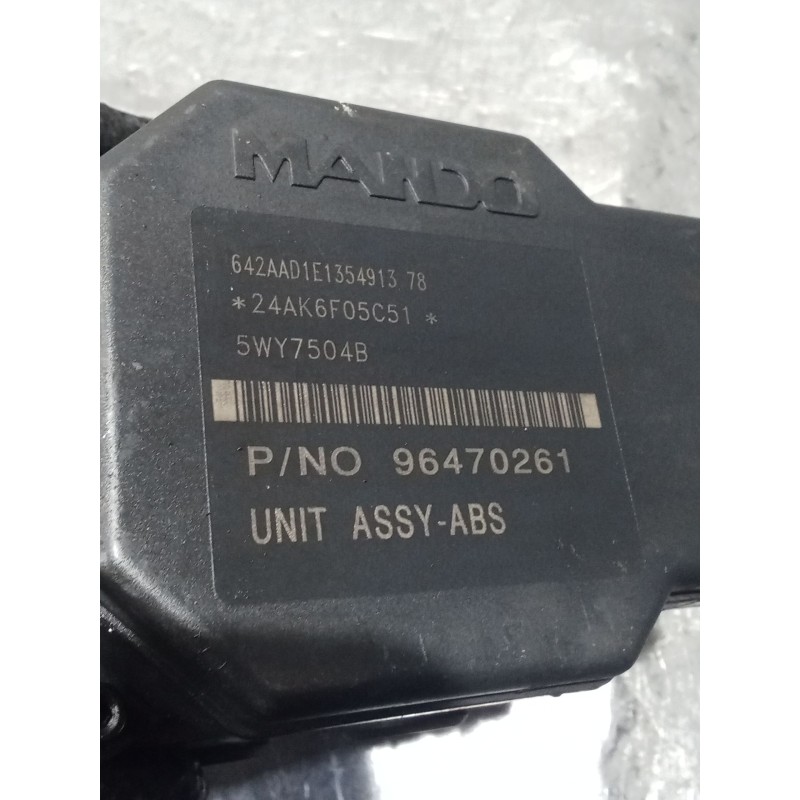 MANDO
642AAD1E1354913 78
*24AK6F05C51 *
5WY7504B
P/NO 96470261
UNIT ASSY-ABS